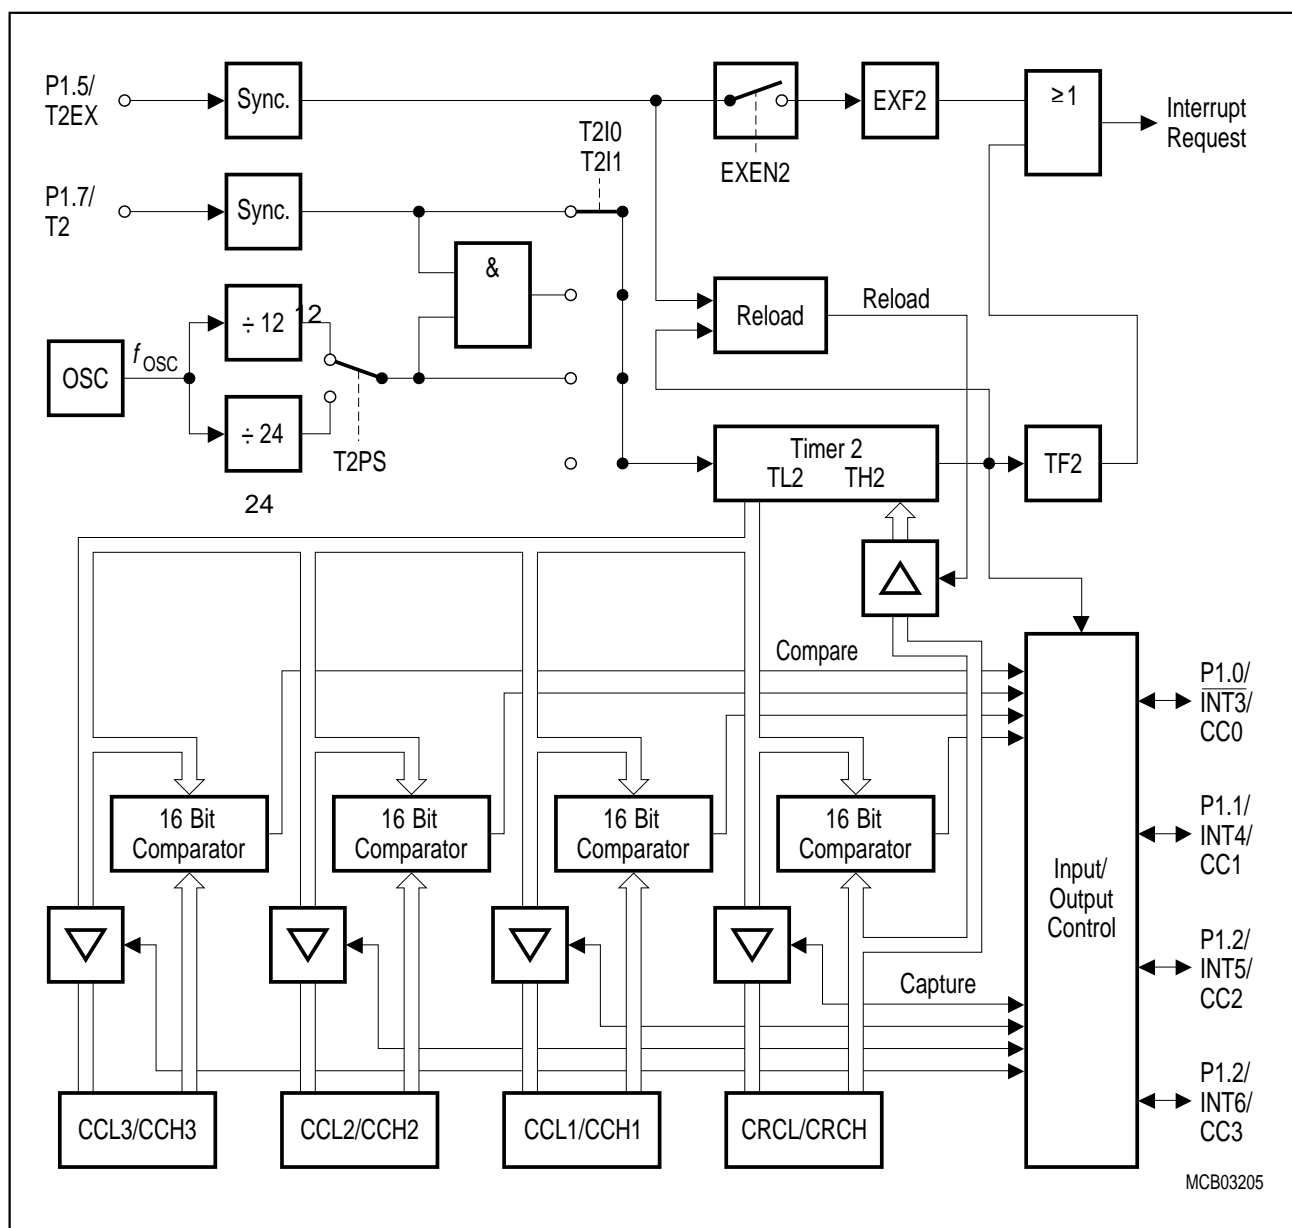 P1.5/
T2EX
Sync.
EXEN2
EXF2
≥1
Interrupt
Request
T2I0
T2I1
P1.7/
T2
Sync.
&
÷ 12
12
Reload
Reload
OSC
f OSC
÷ 24
24
T2PS
Timer 2
TL2 TH2
TF2
Compare
16 Bit
Comparator
16 Bit
Comparator
16 Bit
Comparator
16 Bit
Comparator
Capture
Input/
Output
Control
P1.0/
INT3/
CC0
P1.1/
INT4/
CC1
P1.2/
INT5/
CC2
P1.2/
INT6/
CC3
CCL3/CCH3
CCL2/CCH2
CCL1/CCH1
CRCL/CRCH
MCB03205